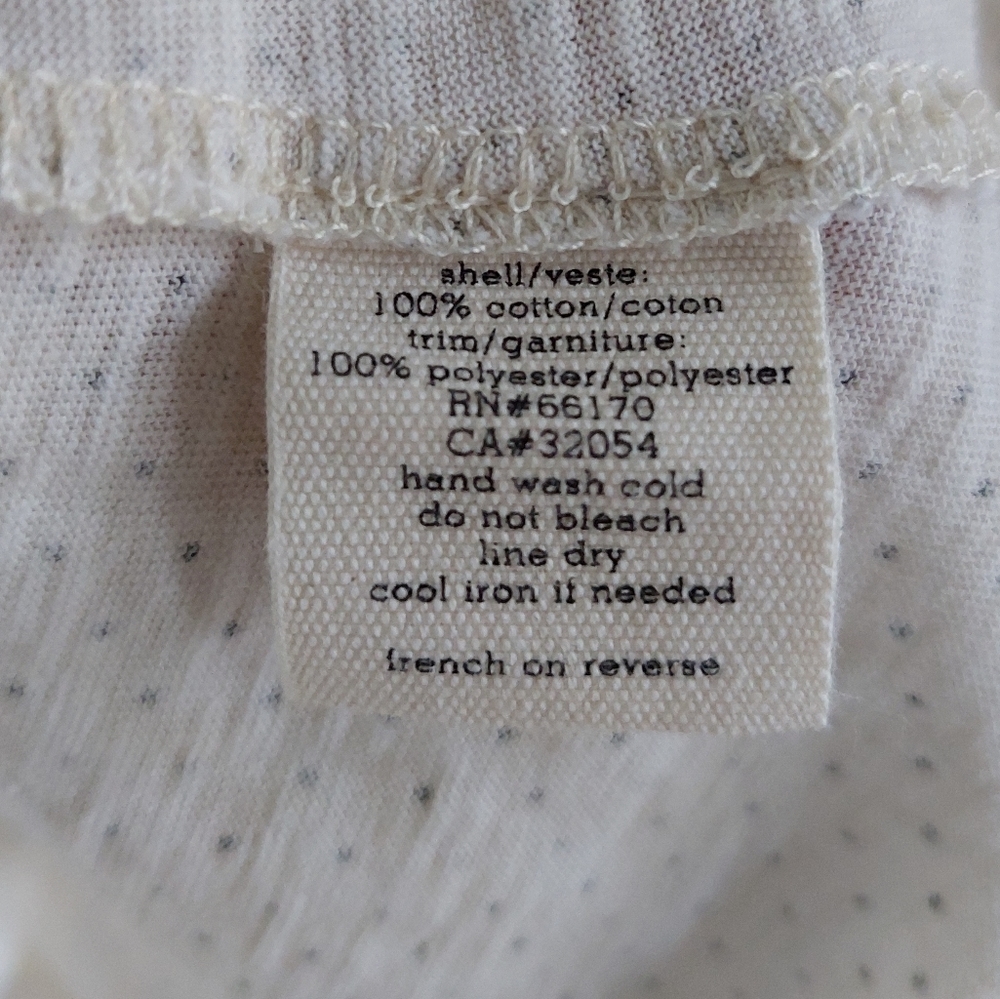 shell/veste:
100% cotton/coton
trim/garniture:
100% polyester/polyester
RN#66170
CA#32054
hand wash cold
do not bleach
line dry
cool iron if needed
french on reverse